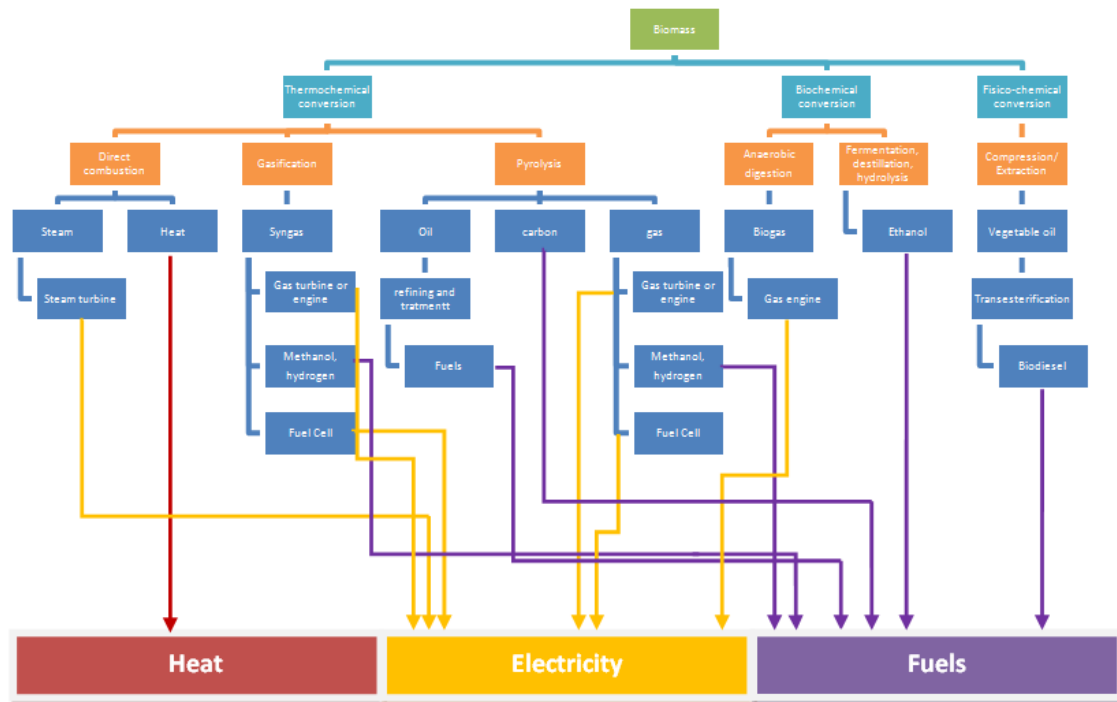 Biomass
Thermochemical
conversion
Biochemical
conversion
Fisico-chemical
conversion
Direct
combustion
Gasification
Pyrolysis
Anaerobic
digestion
Fermentation,
destillation,
hydrolysis
Compression/
Extraction
Steam
Heat
Syngas
Oil
carbon
gas
Biogas
Ethanol
Vegetable oil
Steam turbine
Gas turbine or
engine
refining and
tratmentt
Gas turbine or
engine
Gas engine
Transesterification
Methanol,
hydrogen
Fuels
Methanol,
hydrogen
Biodiesel
Fuel Cell
Fuel Cell
Heat
Electricity
Fuels